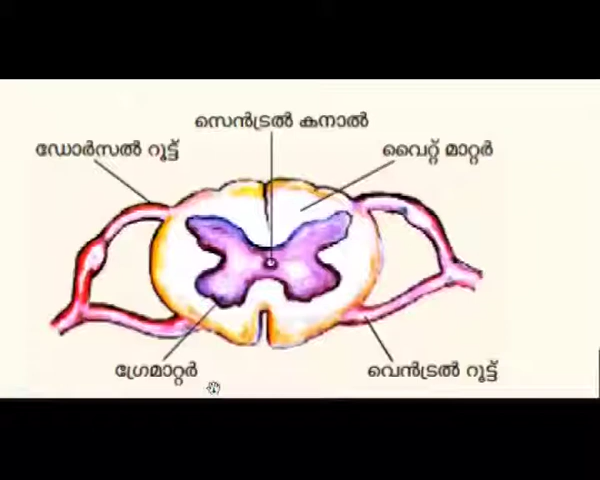 സെൻട്രൽ കനാൽ
ഡോർസൽ റൂട്ട്
വൈറ്റ് മാറ്റർ
ഗ്രേമാറ്റർ
വെൻട്രൽ റൂട്ട്